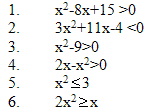 1. x²-8x+15 >0
2. 3x²+11x-4 <0
3. x²-9>0
4. 2x-x²>0
5. x²≤3
6. 2x²≥x